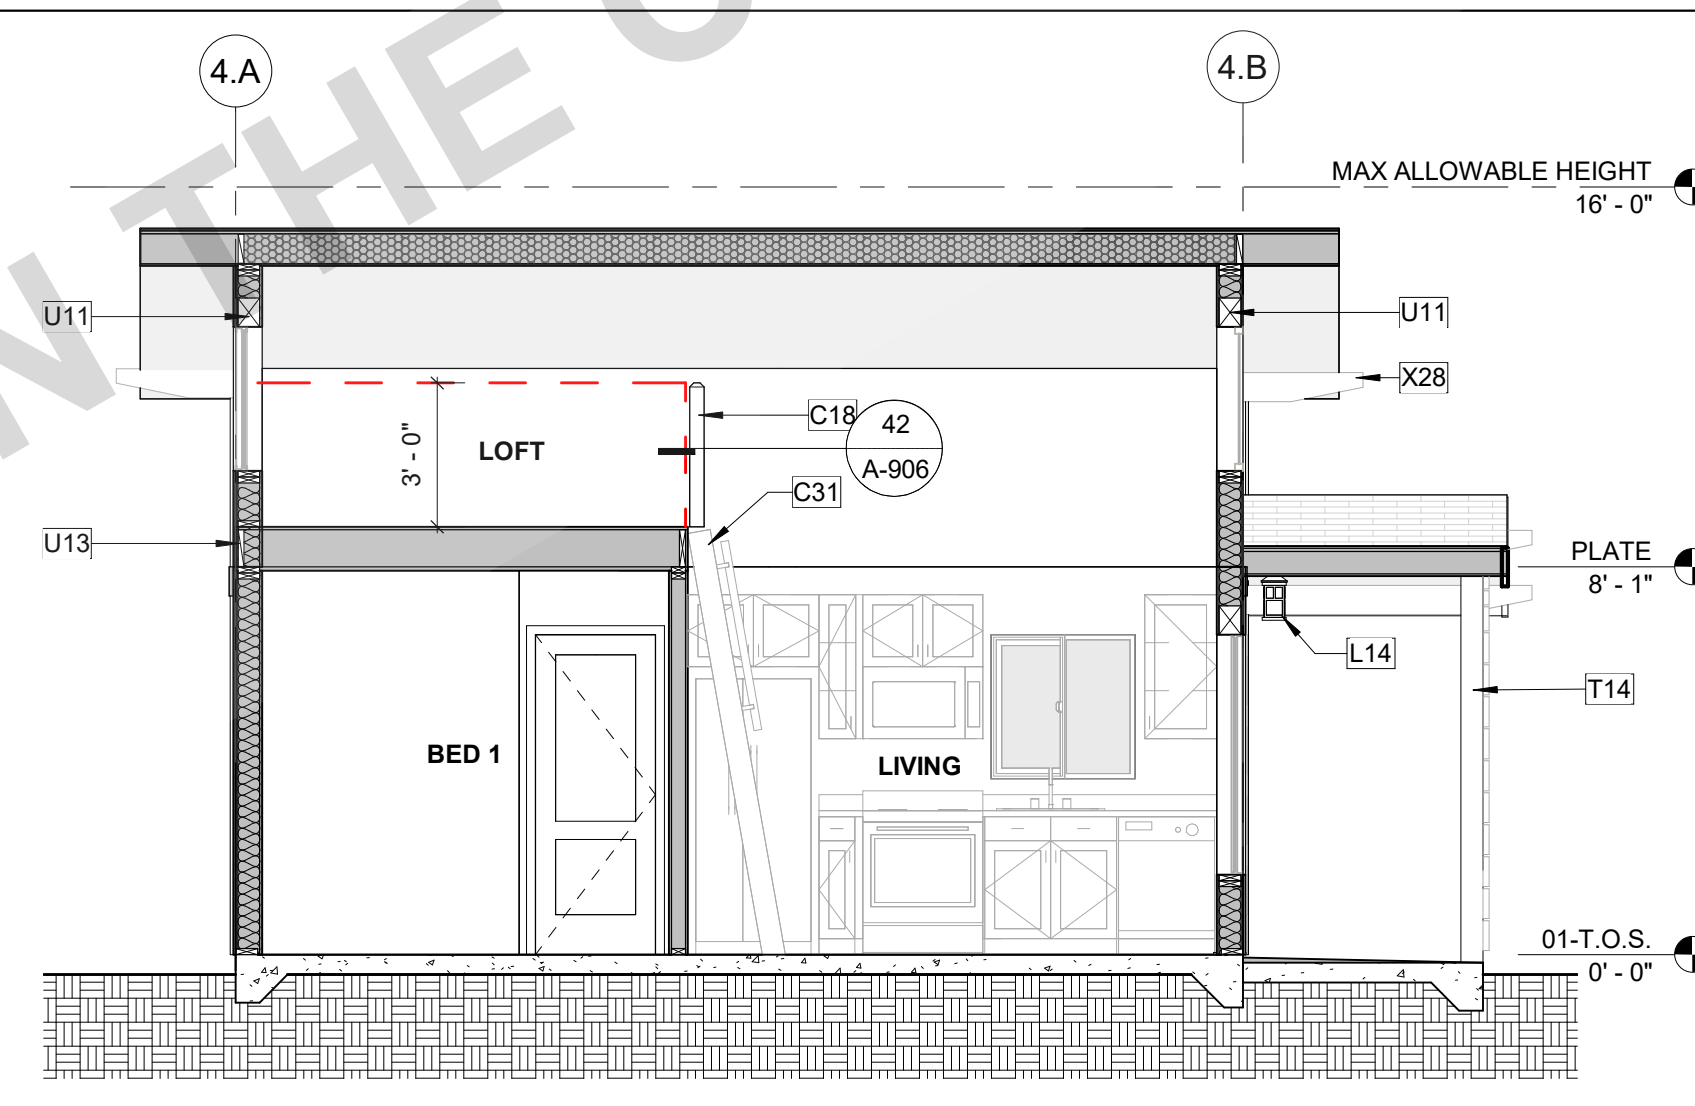 N THE
4.A
4.B
MAX ALLOWABLE HEIGHT
16' - 0"
U11
U11
X28
C18
42
A-906
3' - 0"
LOFT
C31
U13
PLATE
8' - 1"
L14
T14
BED 1
LIVING
01-T.O.S.
0' - 0"